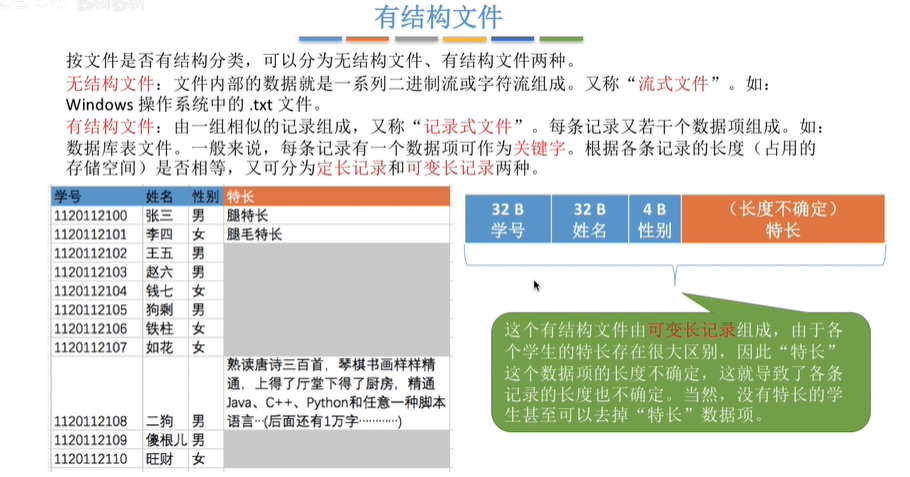 有结构文件
按文件是否有结构分类，可以分为无结构文件、有结构文件两种。
无结构文件：文件内部的数据就是一系列二进制流或字符流组成。又称“流式文件”。如：
Windows 操作系统中的 .txt 文件。
有结构文件：由一组相似的记录组成，又称“记录式文件”。每条记录又若干个数据项组成。如：
数据库表文件。一般来说，每条记录有一个数据项可作为关键字。根据各条记录的长度（占用的
存储空间）是否相等，又可分为定长记录和可变长记录两种。
学号 姓名 性别 特长
1120112100 张三 男 腿特长
1120112101 李四 女 腿毛特长
1120112102 王五 男
1120112103 赵六 男
1120112104 钱七 女
1120112105 狗剩 男
1120112106 铁柱 女
1120112107 如花 女
熟读唐诗三百首，琴棋书画样样精
通，上得了厅堂下得了厨房，精通
Java、C++、Python和任意一种脚本
1120112108 二狗 男 语言…(后面还有1万字…………)
1120112109 傻根儿 男
1120112110 旺财 女
32 B 32 B 4 B （长度不确定）
学号 姓名 性别 特长
这个有结构文件由可变长记录组成，由于各
个学生的特长存在很大区别，因此“特长”
这个数据项的长度不确定，这就导致了各条
记录的长度也不确定。当然，没有特长的学
生甚至可以去掉“特长”数据项。